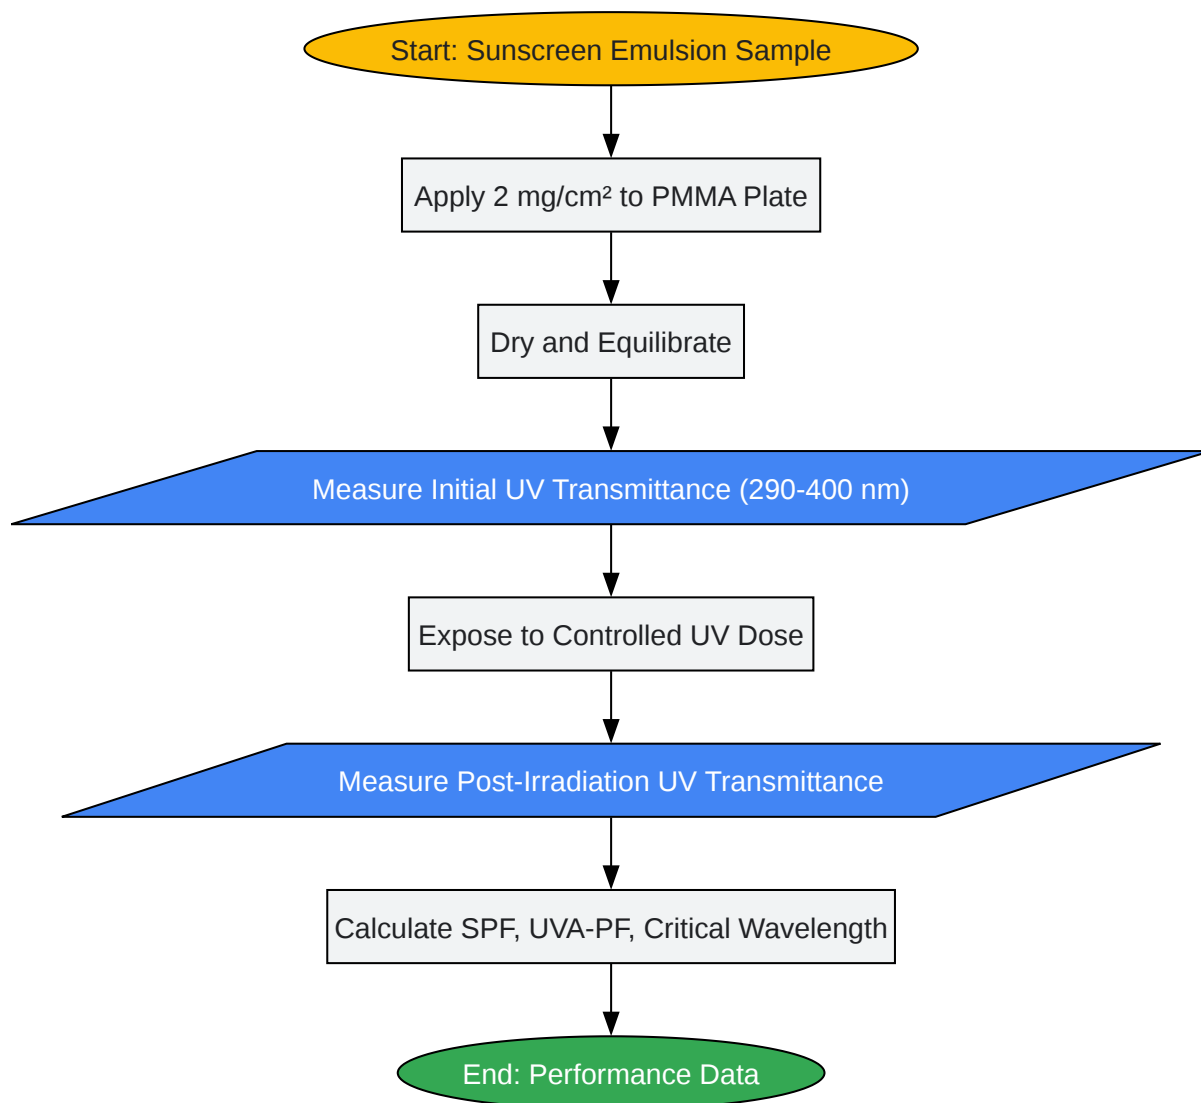 Start: Sunscreen Emulsion Sample
Apply 2 mg/cm² to PMMA Plate
Dry and Equilibrate
Measure Initial UV Transmittance (290-400 nm)
Expose to Controlled UV Dose
Measure Post-Irradiation UV Transmittance
Calculate SPF, UVA-PF, Critical Wavelength
End: Performance Data